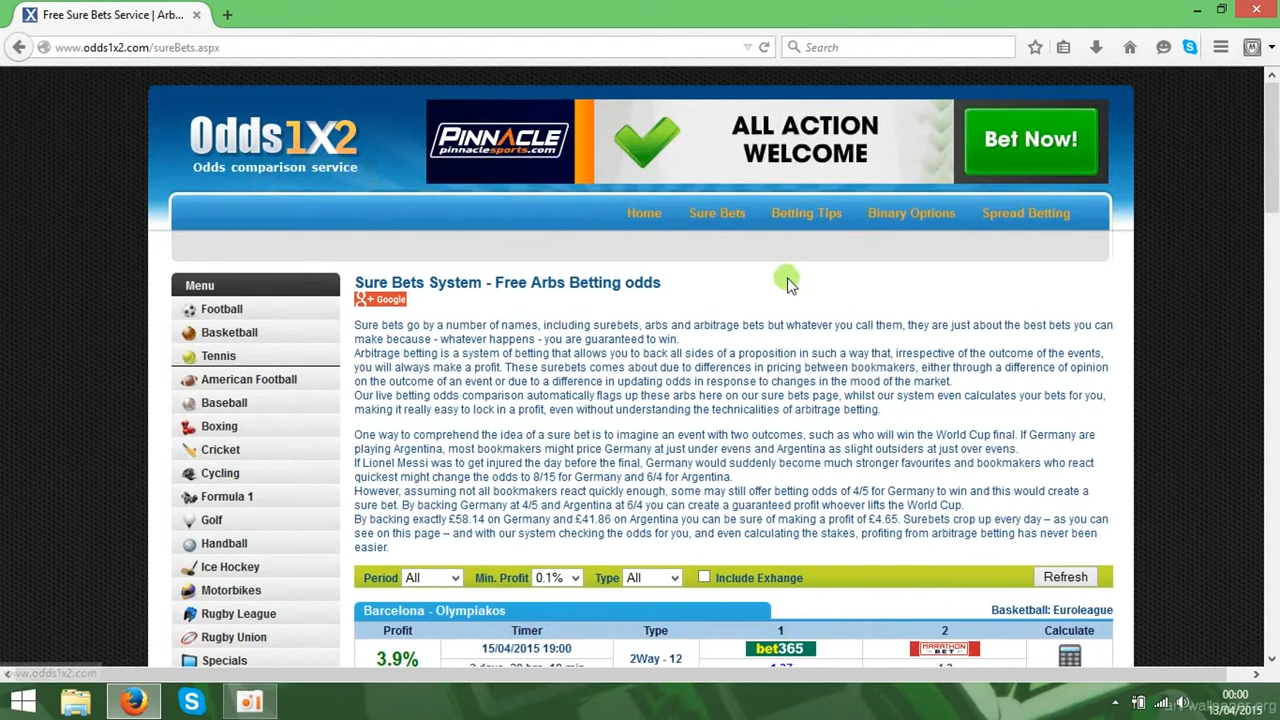 Free Sure Bets Service | Arb...
www.odds1x2.com/sureBets.aspx
Search
Odds1X2
Odds comparison service
PINNACLE
pinnaclesports.com
ALL ACTION
WELCOME
Bet Now!
Home
Sure Bets
Betting Tips
Binary Options
Spread Betting
Menu
Football
Basketball
Tennis
American Football
Baseball
Boxing
Cricket
Cycling
Formula 1
Golf
Handball
Ice Hockey
Motorbikes
Rugby League
Rugby Union
Specials
Sure Bets System - Free Arbs Betting odds
g+ Google
Sure bets go by a number of names, including surebets, arbs and arbitrage bets but whatever you call them, they are just about the best bets you can
make because - whatever happens - you are guaranteed to win.
Arbitrage betting is a system of betting that allows you to back all sides of a proposition in such a way that, irrespective of the outcome of the events,
you will always make a profit. These surebets comes about due to differences in pricing between bookmakers, either through a difference of opinion
on the outcome of an event or due to a difference in updating odds in response to changes in the mood of the market.
Our live betting odds comparison automatically flags up these arbs here on our sure bets page, whilst our system even calculates your bets for you,
making it really easy to lock in a profit, even without understanding the technicalities of arbitrage betting.
One way to comprehend the idea of a sure bet is to imagine an event with two outcomes, such as who will win the World Cup final. If Germany are
playing Argentina, most bookmakers might price Germany at just under evens and Argentina as slight outsiders at just over evens.
If Lionel Messi was to get injured the day before the final, Germany would suddenly become much stronger favourites and bookmakers who react
quickest might change the odds to 8/15 for Germany and 6/4 for Argentina.
However, assuming not all bookmakers react quickly enough, some may still offer betting odds of 4/5 for Germany to win and this would create a
sure bet. By backing Germany at 4/5 and Argentina at 6/4 you can create a guaranteed profit whoever lifts the World Cup.
By backing exactly £58.14 on Germany and £41.86 on Argentina you can be sure of making a profit of £4.65. Surebets crop up every day – as you can
see on this page – and with our system checking the odds for you, and even calculating the stakes, profiting from arbitrage betting has never been
easier.
Period All Min. Profit 0.1% Type All Include Exhange Refresh
Barcelona - Olympiakos Basketball: Euroleague
Profit Timer Type 1 2 Calculate
3.9% 15/04/2015 19:00 2Way - 12 bet365 MARATHON BET
www.odds1x2.com
00:00
13/04/2015